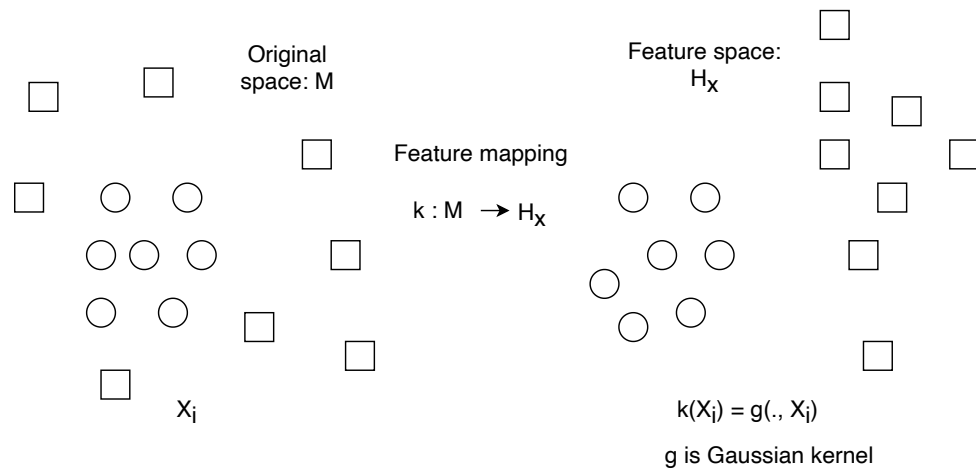 Original
space: M
Feature space:
Hx
Feature mapping
k : M → Hx
Xi
k(Xi) = g(., Xi)
g is Gaussian kernel